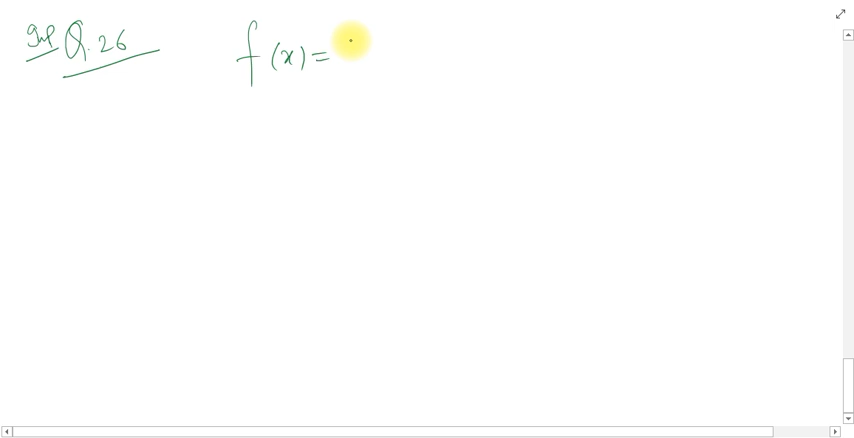 Q. 26 f(x) =